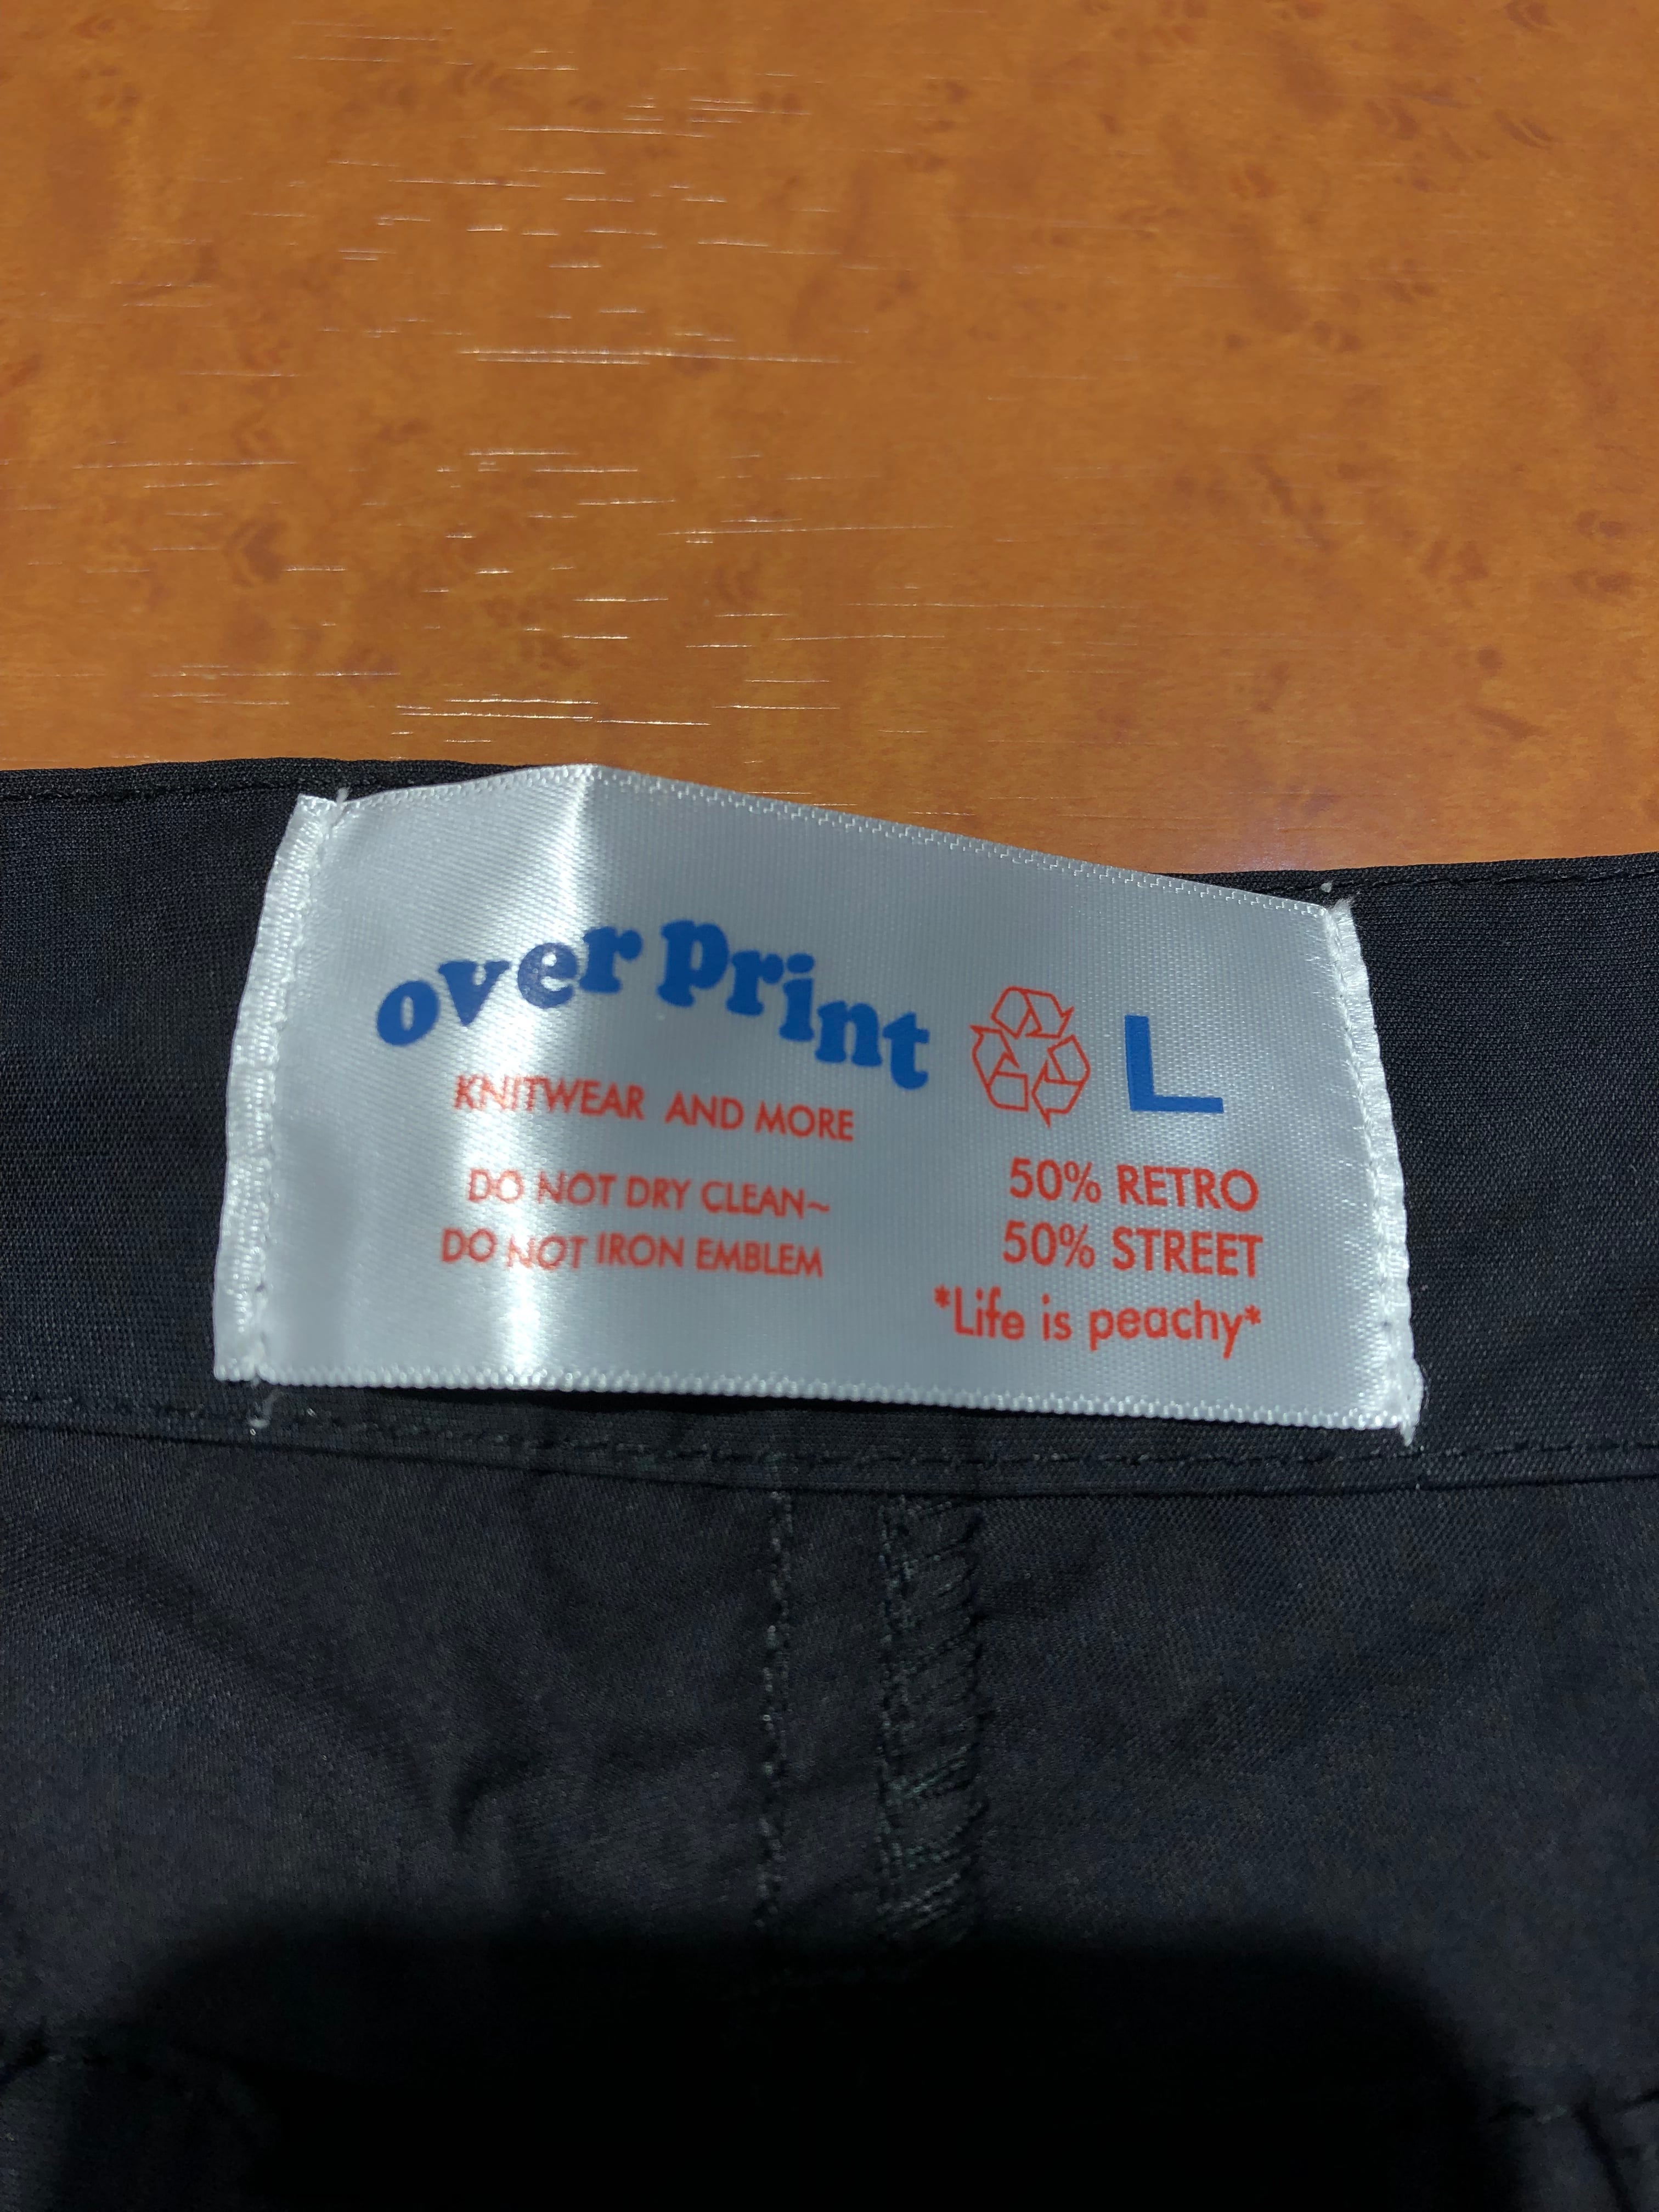 over print
L
KNITWEAR AND MORE
DO NOT DRY CLEAN~
DO NOT IRON EMBLEM
50% RETRO
50% STREET
*Life is peachy*